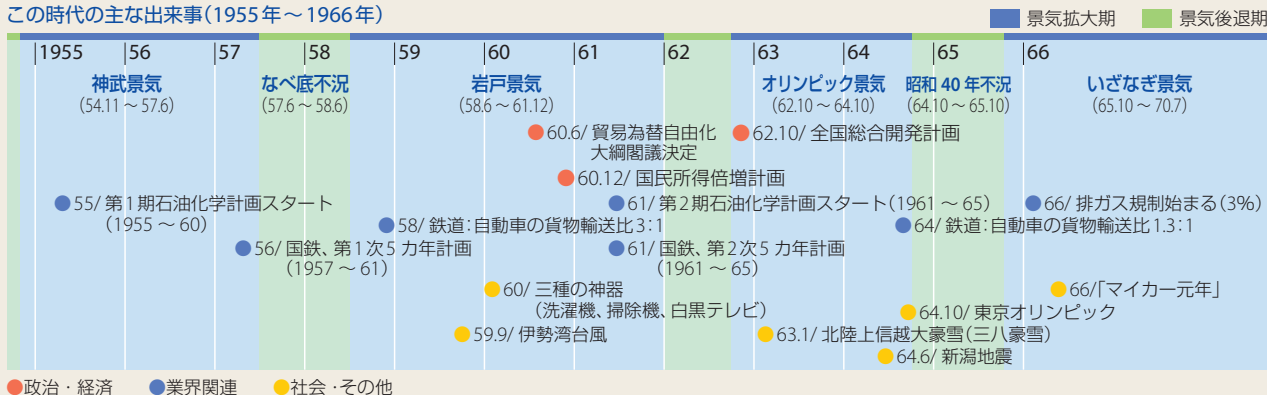 この時代の主な出来事(1955年～1966年)
景気拡大期 景気後退期
1955 56 57 58 59 60 61 62 63 64 65 66
神武景気 なべ底不況 岩戸景気 オリンピック景気 昭和40年不況 いざなぎ景気
(54.11～57.6) (57.6～58.6) (58.6～61.12) (62.10～64.10) (64.10～65.10) (65.10～70.7)
60.6/ 貿易為替自由化
大綱閣議決定
62.10/ 全国総合開発計画
60.12/ 国民所得倍増計画
55/ 第1期石油化学計画スタート
(1955～60)
61/ 第2期石油化学計画スタート(1961～65)
66/ 排ガス規制始まる(3%)
58/ 鉄道:自動車の貨物輸送比3:1
64/ 鉄道:自動車の貨物輸送比1.3:1
56/ 国鉄、第1次5カ年計画
(1957～61)
61/ 国鉄、第2次5カ年計画
(1961～65)
60/ 三種の神器
(洗濯機、掃除機、白黒テレビ)
66/「マイカー元年」
64.10/ 東京オリンピック
59.9/ 伊勢湾台風
63.1/ 北陸上信越大豪雪(三八豪雪)
64.6/ 新潟地震
政治・経済 業界関連 社会・その他